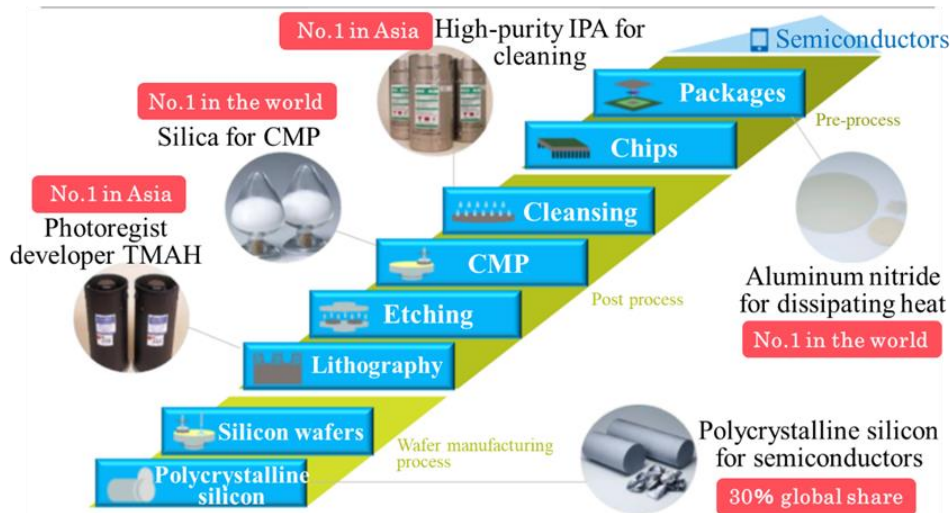 No.1 in Asia
High-purity IPA for
cleaning
Semiconductors
No.1 in the world
Silica for CMP
Packages
Pre-process
Chips
No.1 in Asia
Photoregist
developer TMAH
Cleansing
CMP
Aluminum nitride
for dissipating heat
No.1 in the world
Etching
Post process
Lithography
Silicon wafers
Wafer manufacturing
process
Polycrystalline
silicon
Polycrystalline silicon
for semiconductors
30% global share